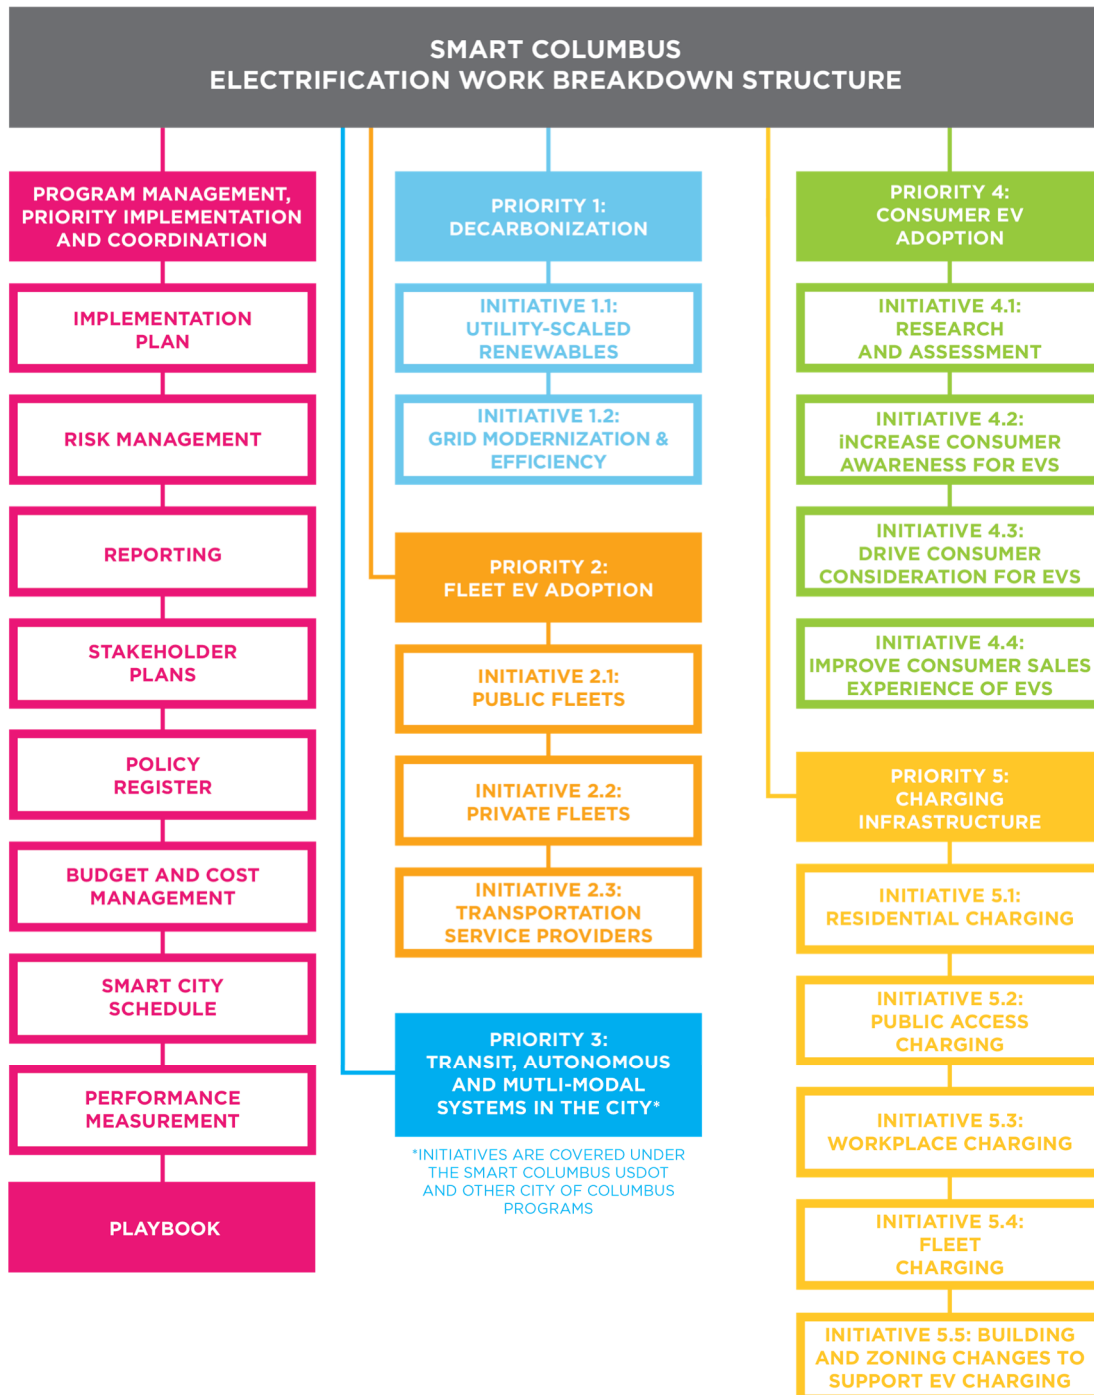 SMART COLUMBUS
ELECTRIFICATION WORK BREAKDOWN STRUCTURE
PROGRAM MANAGEMENT,
PRIORITY IMPLEMENTATION
AND COORDINATION
IMPLEMENTATION
PLAN
RISK MANAGEMENT
REPORTING
STAKEHOLDER
PLANS
POLICY
REGISTER
BUDGET AND COST
MANAGEMENT
SMART CITY
SCHEDULE
PERFORMANCE
MEASUREMENT
PLAYBOOK
PRIORITY 1:
DECARBONIZATION
INITIATIVE 1.1:
UTILITY-SCALED
RENEWABLES
INITIATIVE 1.2:
GRID MODERNIZATION &
EFFICIENCY
PRIORITY 2:
FLEET EV ADOPTION
INITIATIVE 2.1:
PUBLIC FLEETS
INITIATIVE 2.2:
PRIVATE FLEETS
INITIATIVE 2.3:
TRANSPORTATION
SERVICE PROVIDERS
PRIORITY 3:
TRANSIT, AUTONOMOUS
AND MUTLI-MODAL
SYSTEMS IN THE CITY*
*INITIATIVES ARE COVERED UNDER
THE SMART COLUMBUS USDOT
AND OTHER CITY OF COLUMBUS
PROGRAMS
PRIORITY 4:
CONSUMER EV
ADOPTION
INITIATIVE 4.1:
RESEARCH
AND ASSESSMENT
INITIATIVE 4.2:
iNCREASE CONSUMER
AWARENESS FOR EVS
INITIATIVE 4.3:
DRIVE CONSUMER
CONSIDERATION FOR EVS
INITIATIVE 4.4:
IMPROVE CONSUMER SALES
EXPERIENCE OF EVS
PRIORITY 5:
CHARGING
INFRASTRUCTURE
INITIATIVE 5.1:
RESIDENTIAL CHARGING
INITIATIVE 5.2:
PUBLIC ACCESS
CHARGING
INITIATIVE 5.3:
WORKPLACE CHARGING
INITIATIVE 5.4:
FLEET
CHARGING
INITIATIVE 5.5: BUILDING
AND ZONING CHANGES TO
SUPPORT EV CHARGING